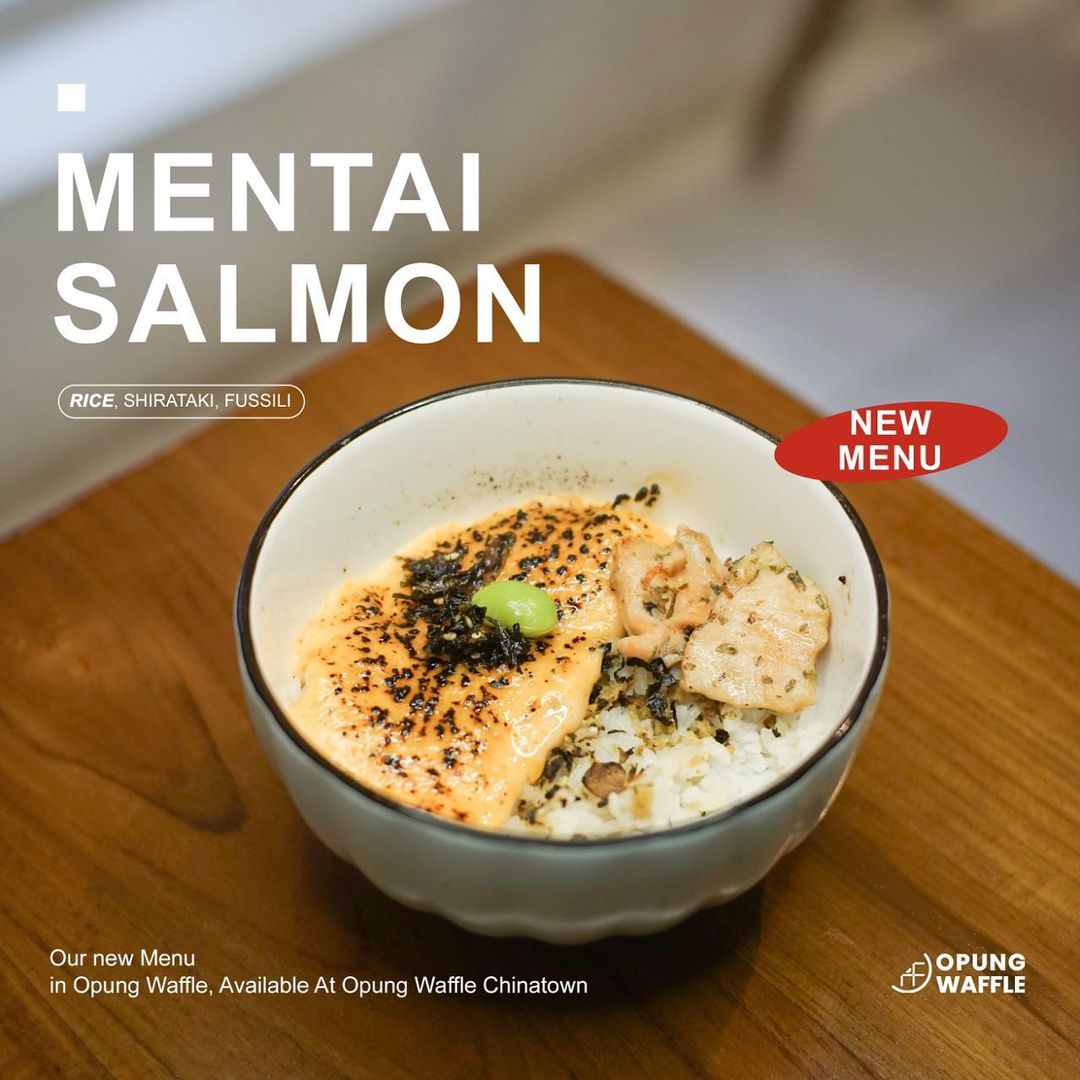 MENTAI
SALMON
RICE, SHIRATAKI, FUSSILI
NEW
MENU
Our new Menu
in Opung Waffle, Available At Opung Waffle Chinatown
OPUNG
WAFFLE